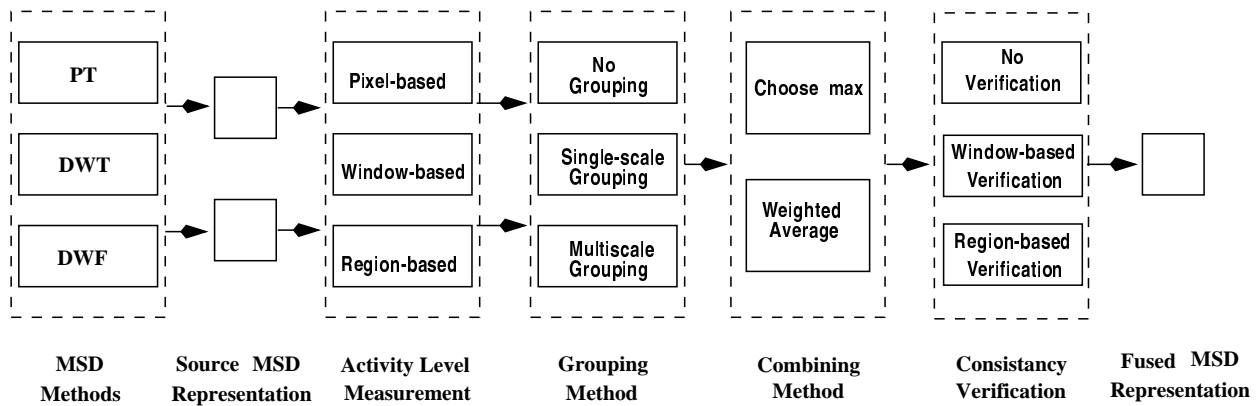 PT
DWT
DWF
Pixel-based
Window-based
Region-based
No
Grouping
Single-scale
Grouping
Multiscale
Grouping
Choose max
Weighted
Average
No
Verification
Window-based
Verification
Region-based
Verification
MSD
Methods
Source MSD
Representation
Activity Level
Measurement
Grouping
Method
Combining
Method
Consistancy
Verification
Fused MSD
Representation